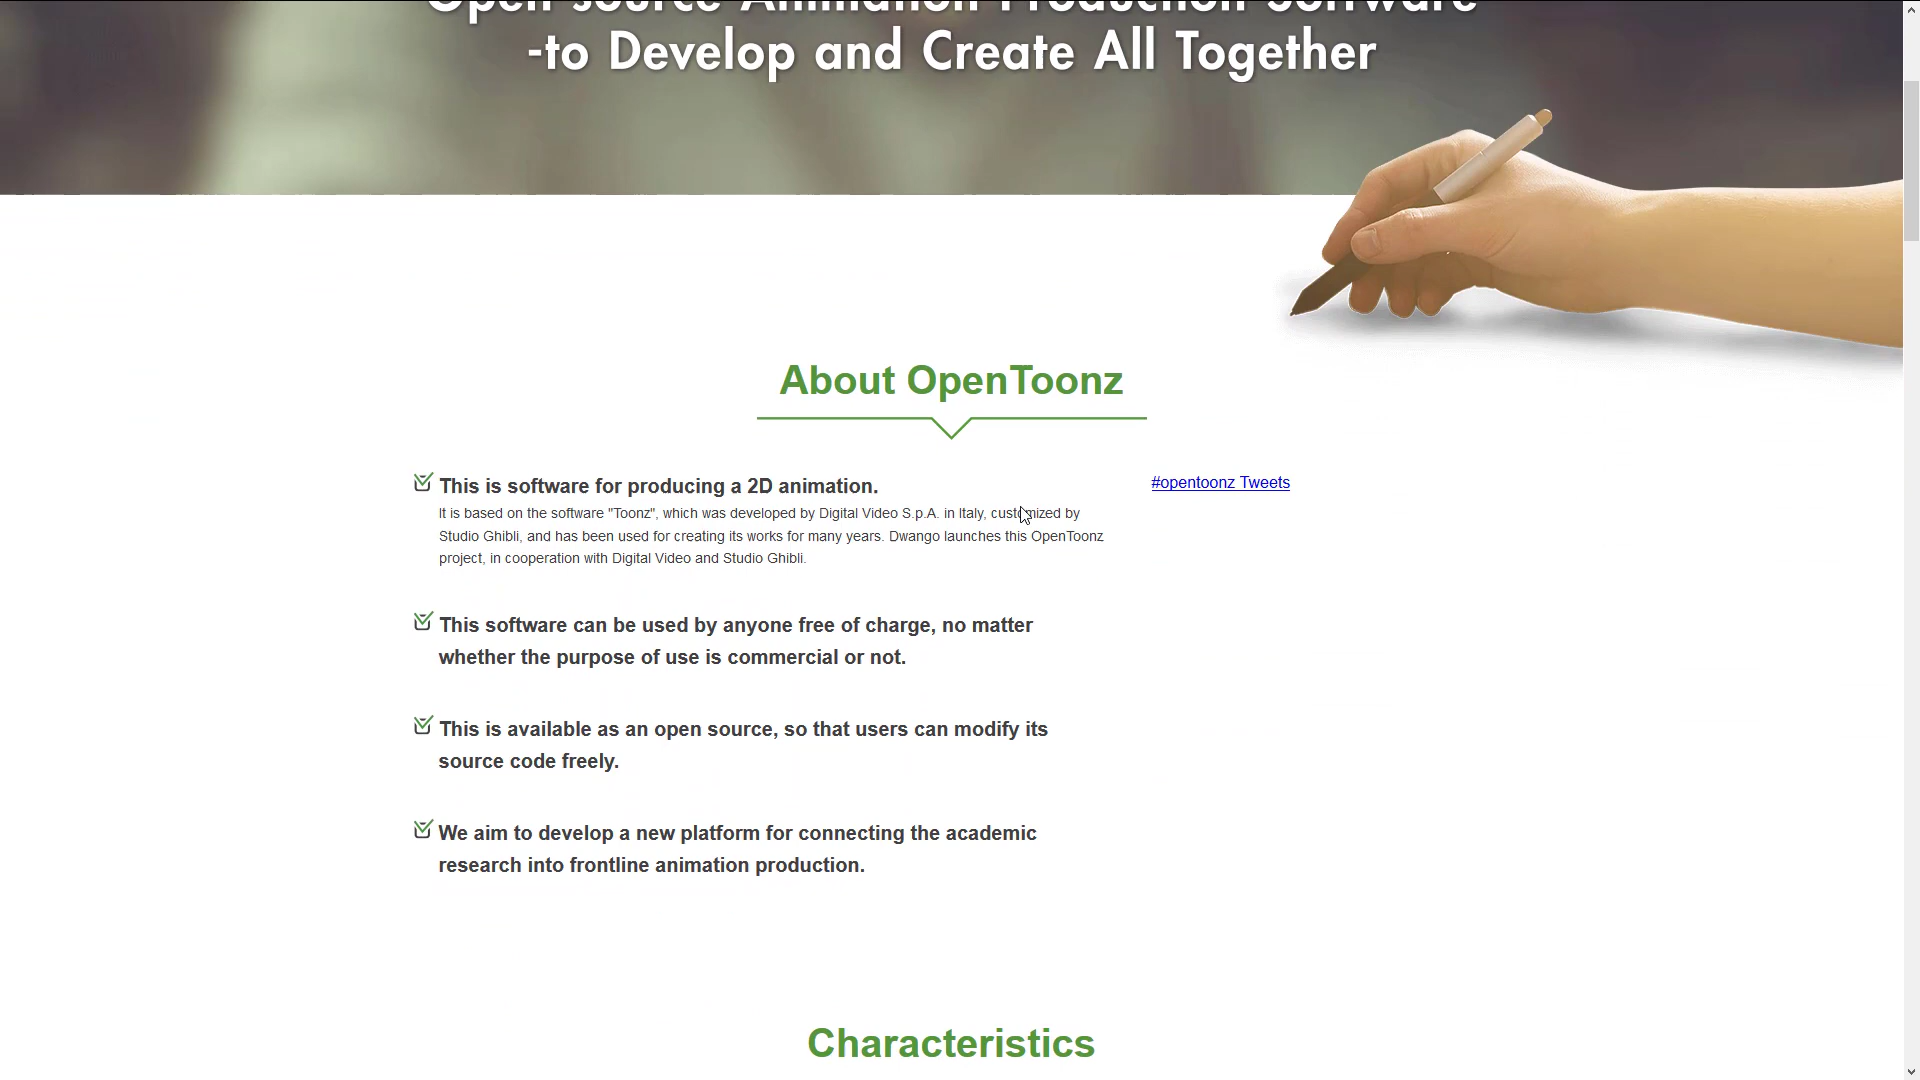 Open source Animation Production Software
-to Develop and Create All Together
About OpenToonz
This is software for producing a 2D animation.
#opentoonz Tweets
It is based on the software "Toonz", which was developed by Digital Video S.p.A. in Italy, customized by
Studio Ghibli, and has been used for creating its works for many years. Dwango launches this OpenToonz
project, in cooperation with Digital Video and Studio Ghibli.
This software can be used by anyone free of charge, no matter
whether the purpose of use is commercial or not.
This is available as an open source, so that users can modify its
source code freely.
We aim to develop a new platform for connecting the academic
research into frontline animation production.
Characteristics